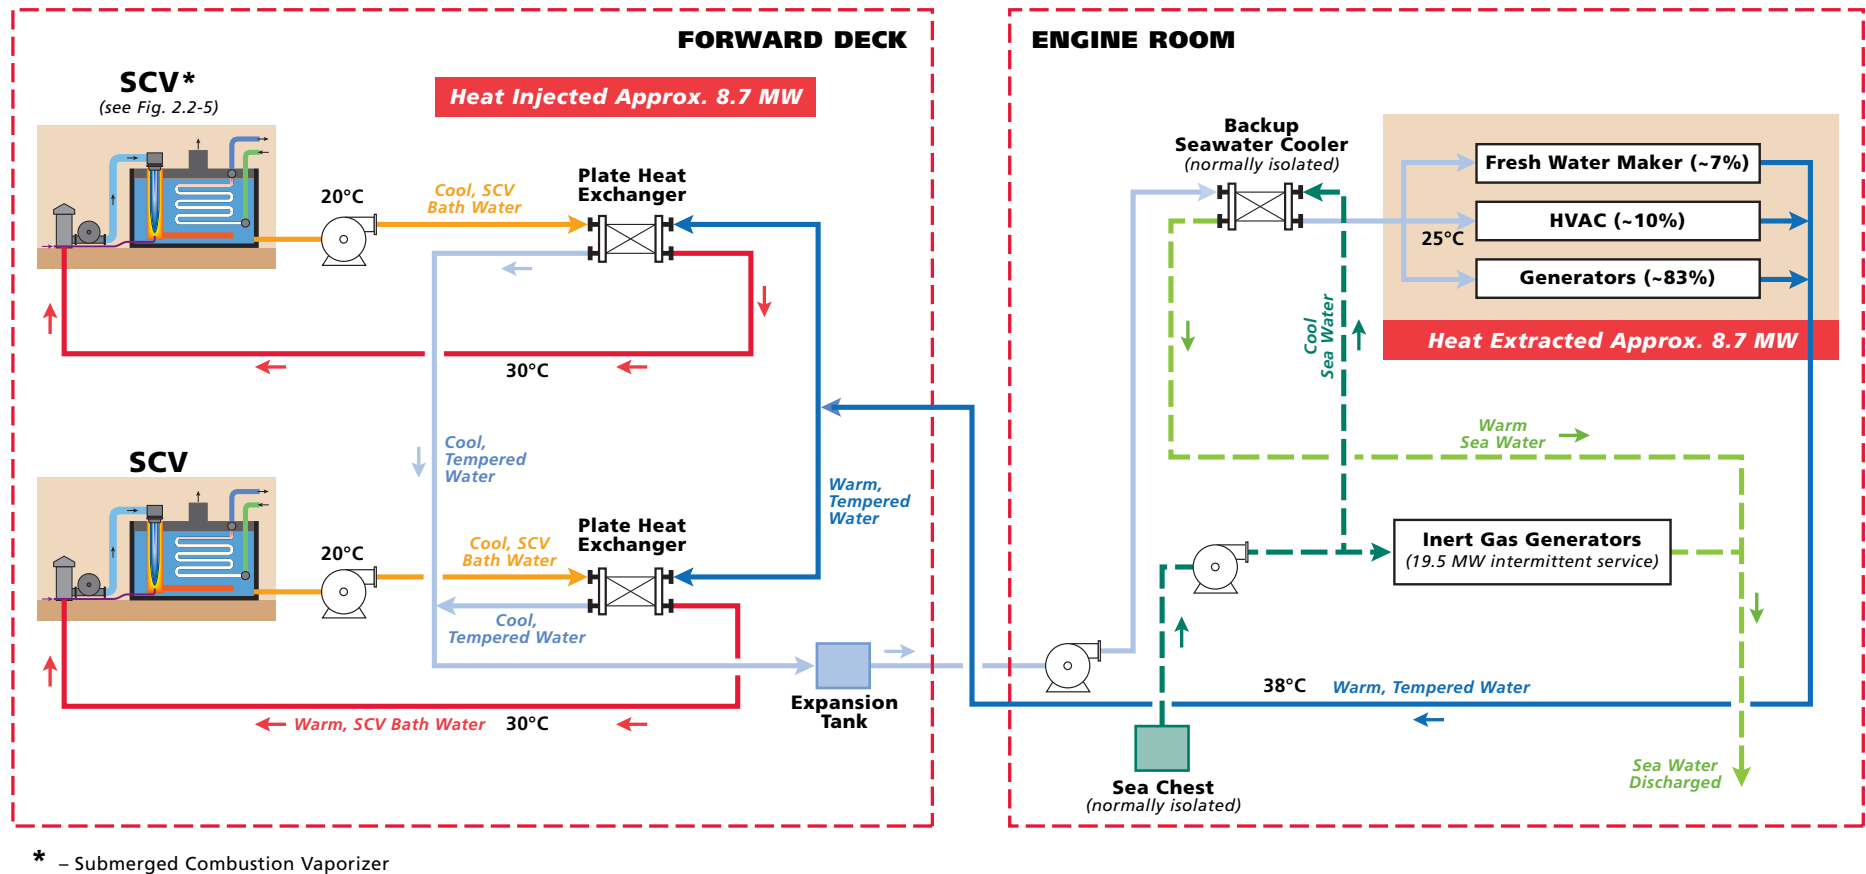 FORWARD DECK
SCV*
(see Fig. 2.2-5)
Heat Injected Approx. 8.7 MW
20°C
Cool, SCV
Bath Water
Plate Heat
Exchanger
30°C
Cool,
Tempered
Water
Warm,
Tempered
Water
SCV
20°C
Cool, SCV
Bath Water
Plate Heat
Exchanger
Cool,
Tempered Water
Expansion
Tank
Warm, SCV Bath Water
30°C
ENGINE ROOM
Backup
Seawater Cooler
(normally isolated)
Fresh Water Maker (~7%)
HVAC (~10%)
25°C
Generators (~83%)
Heat Extracted Approx. 8.7 MW
Cool
Sea Water
Warm
Sea Water
Inert Gas Generators
(19.5 MW intermittent service)
38°C
Warm, Tempered Water
Sea Chest
(normally isolated)
Sea Water
Discharged
* – Submerged Combustion Vaporizer